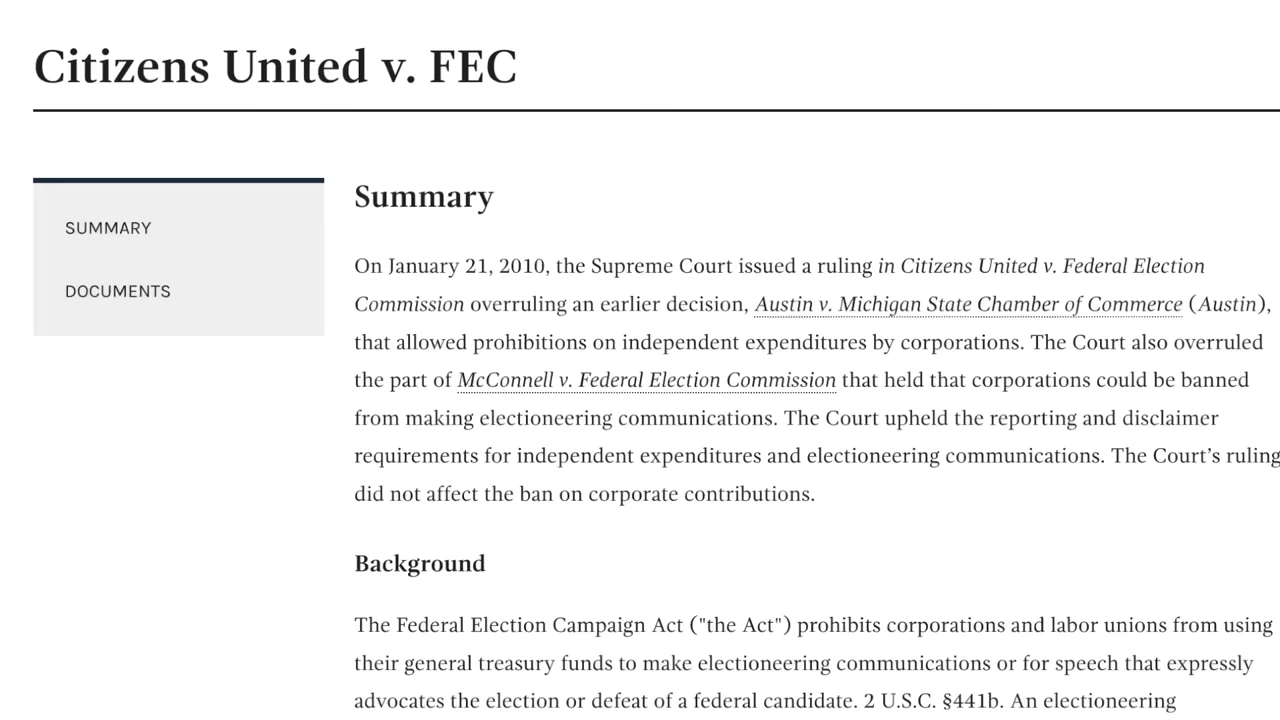 Citizens United v. FEC
SUMMARY
DOCUMENTS
Summary
On January 21, 2010, the Supreme Court issued a ruling in Citizens United v. Federal Election
Commission overruling an earlier decision, Austin v. Michigan State Chamber of Commerce (Austin),
that allowed prohibitions on independent expenditures by corporations. The Court also overruled
the part of McConnell v. Federal Election Commission that held that corporations could be banned
from making electioneering communications. The Court upheld the reporting and disclaimer
requirements for independent expenditures and electioneering communications. The Court’s ruling
did not affect the ban on corporate contributions.
Background
The Federal Election Campaign Act ("the Act") prohibits corporations and labor unions from using
their general treasury funds to make electioneering communications or for speech that expressly
advocates the election or defeat of a federal candidate. 2 U.S.C. §441b. An electioneering